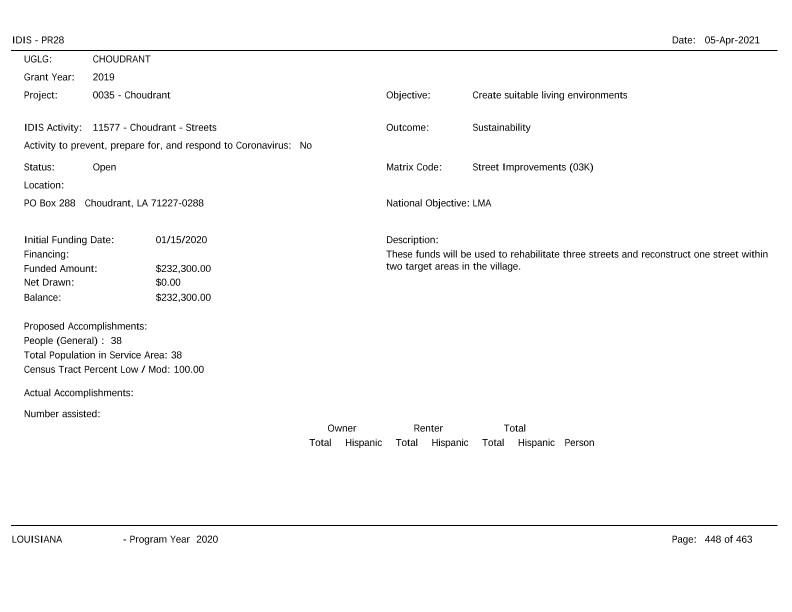 IDIS - PR28 Date: 05-Apr-2021
UGLG: CHOUDRANT
Grant Year: 2019
Project: 0035 - Choudrant Objective: Create suitable living environments
IDIS Activity: 11577 - Choudrant - Streets Outcome: Sustainability
Activity to prevent, prepare for, and respond to Coronavirus: No
Status: Open Matrix Code: Street Improvements (03K)
Location:
PO Box 288 Choudrant, LA 71227-0288 National Objective: LMA
Initial Funding Date: 01/15/2020 Description:
Financing: These funds will be used to rehabilitate three streets and reconstruct one street within
Funded Amount: $232,300.00 two target areas in the village.
Net Drawn: $0.00
Balance: $232,300.00
Proposed Accomplishments:
People (General) : 38
Total Population in Service Area: 38
Census Tract Percent Low / Mod: 100.00
Actual Accomplishments:
Number assisted:
Owner Renter Total
Total Hispanic Total Hispanic Total Hispanic Person
LOUISIANA - Program Year 2020 Page: 448 of 463